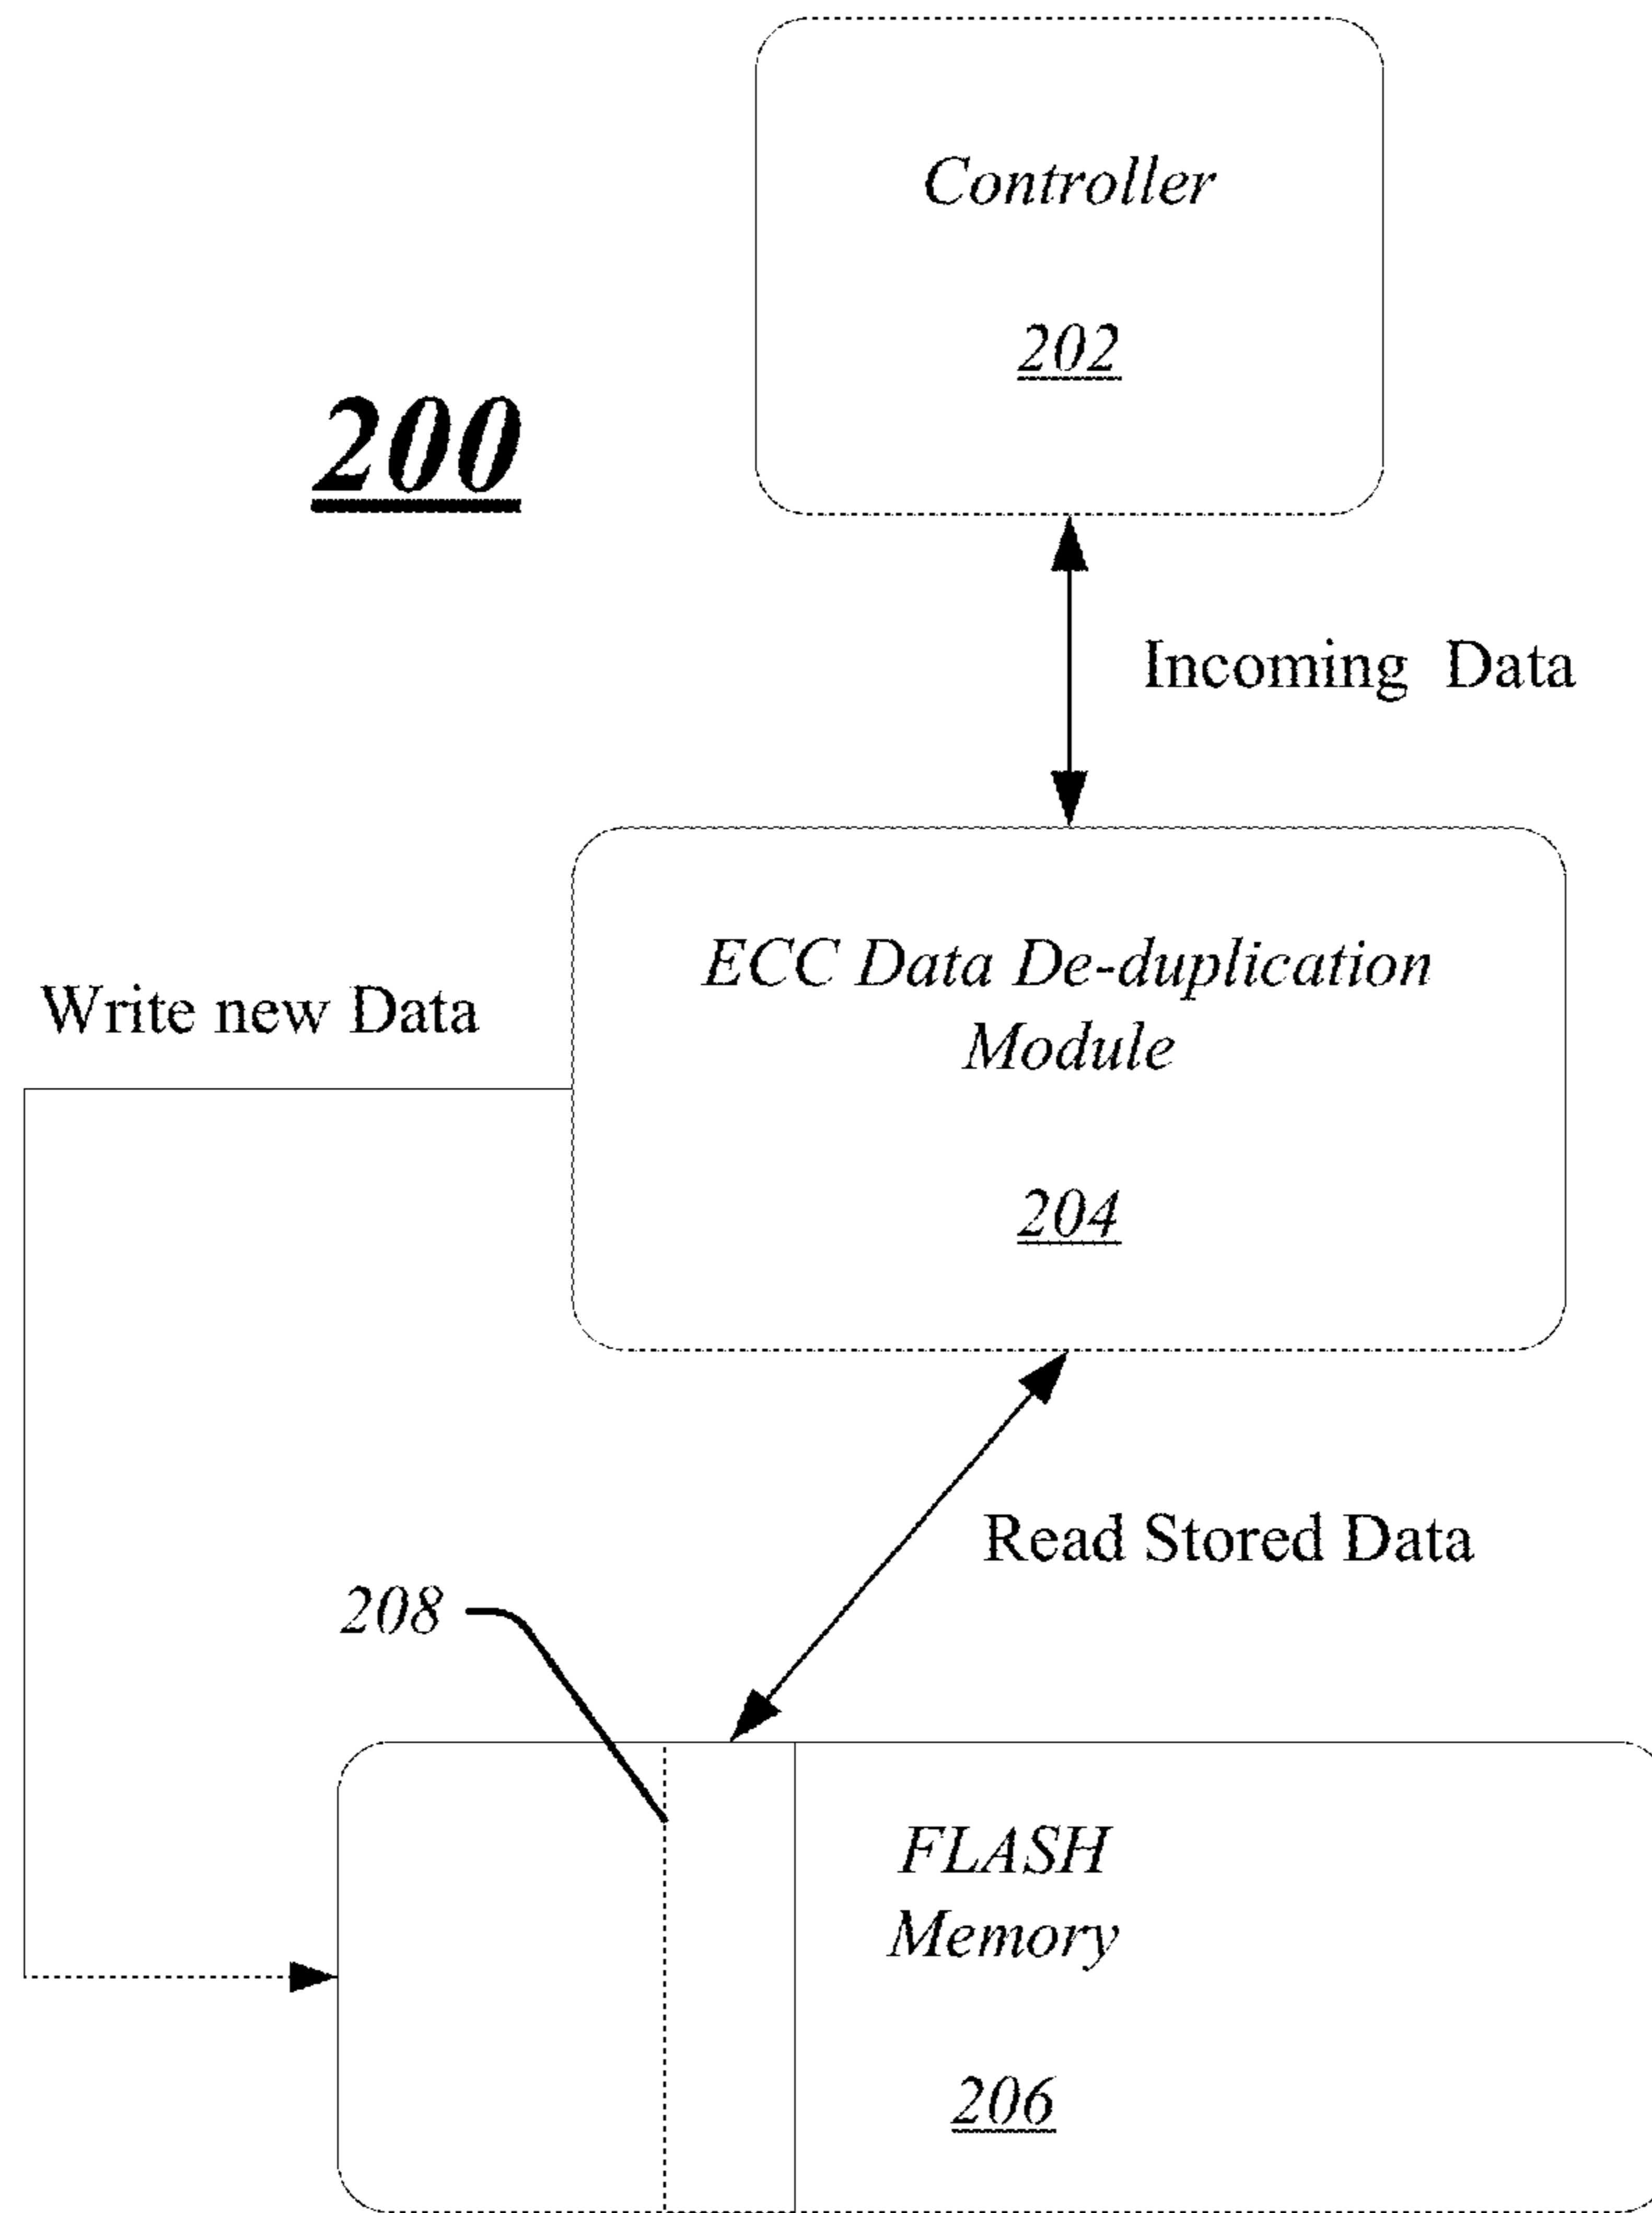 Controller
202
200
Incoming Data
ECC Data De-duplication
Module
204
Write new Data
Read Stored Data
208
FLASH
Memory
206